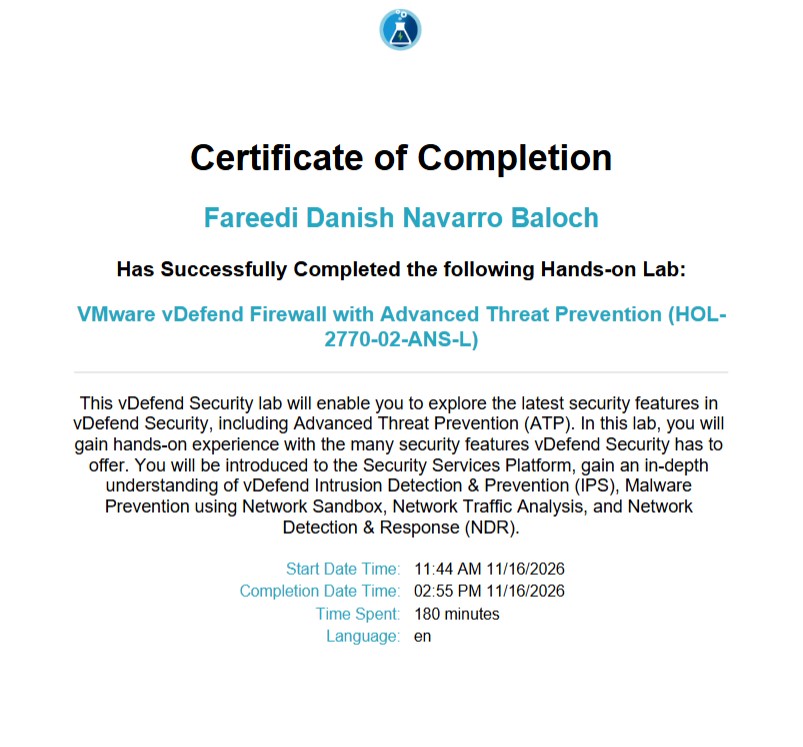 Certificate of Completion
Fareedi Danish Navarro Baloch
Has Successfully Completed the following Hands-on Lab:
VMware vDefend Firewall with Advanced Threat Prevention (HOL-
2770-02-ANS-L)
This vDefend Security lab will enable you to explore the latest security features in
vDefend Security, including Advanced Threat Prevention (ATP). In this lab, you will
gain hands-on experience with the many security features vDefend Security has to
offer. You will be introduced to the Security Services Platform, gain an in-depth
understanding of vDefend Intrusion Detection & Prevention (IPS), Malware
Prevention using Network Sandbox, Network Traffic Analysis, and Network
Detection & Response (NDR).
Start Date Time: 11:44 AM 11/16/2026
Completion Date Time: 02:55 PM 11/16/2026
Time Spent: 180 minutes
Language: en